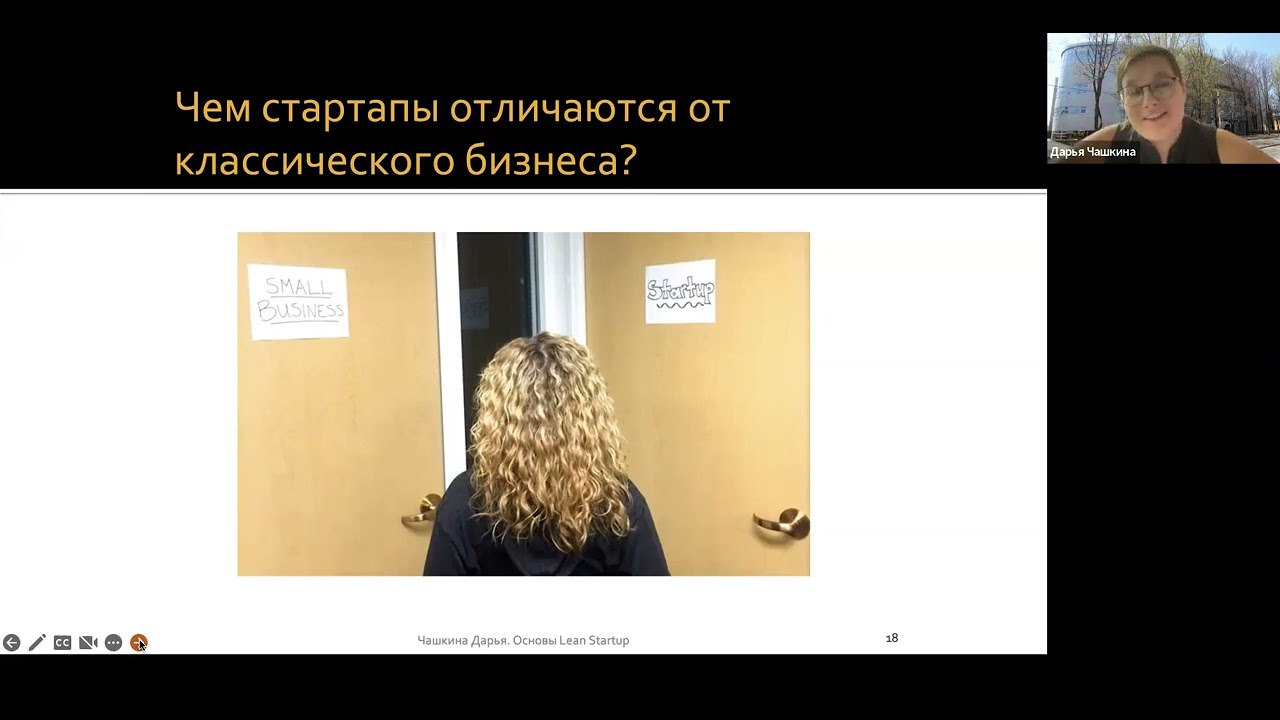 Чем стартапы отличаются от
классического бизнеса?
Дарья Чашкина
SMALL
BUSINESS
Startup
CC
Чашкина Дарья. Основы Lean Startup
18